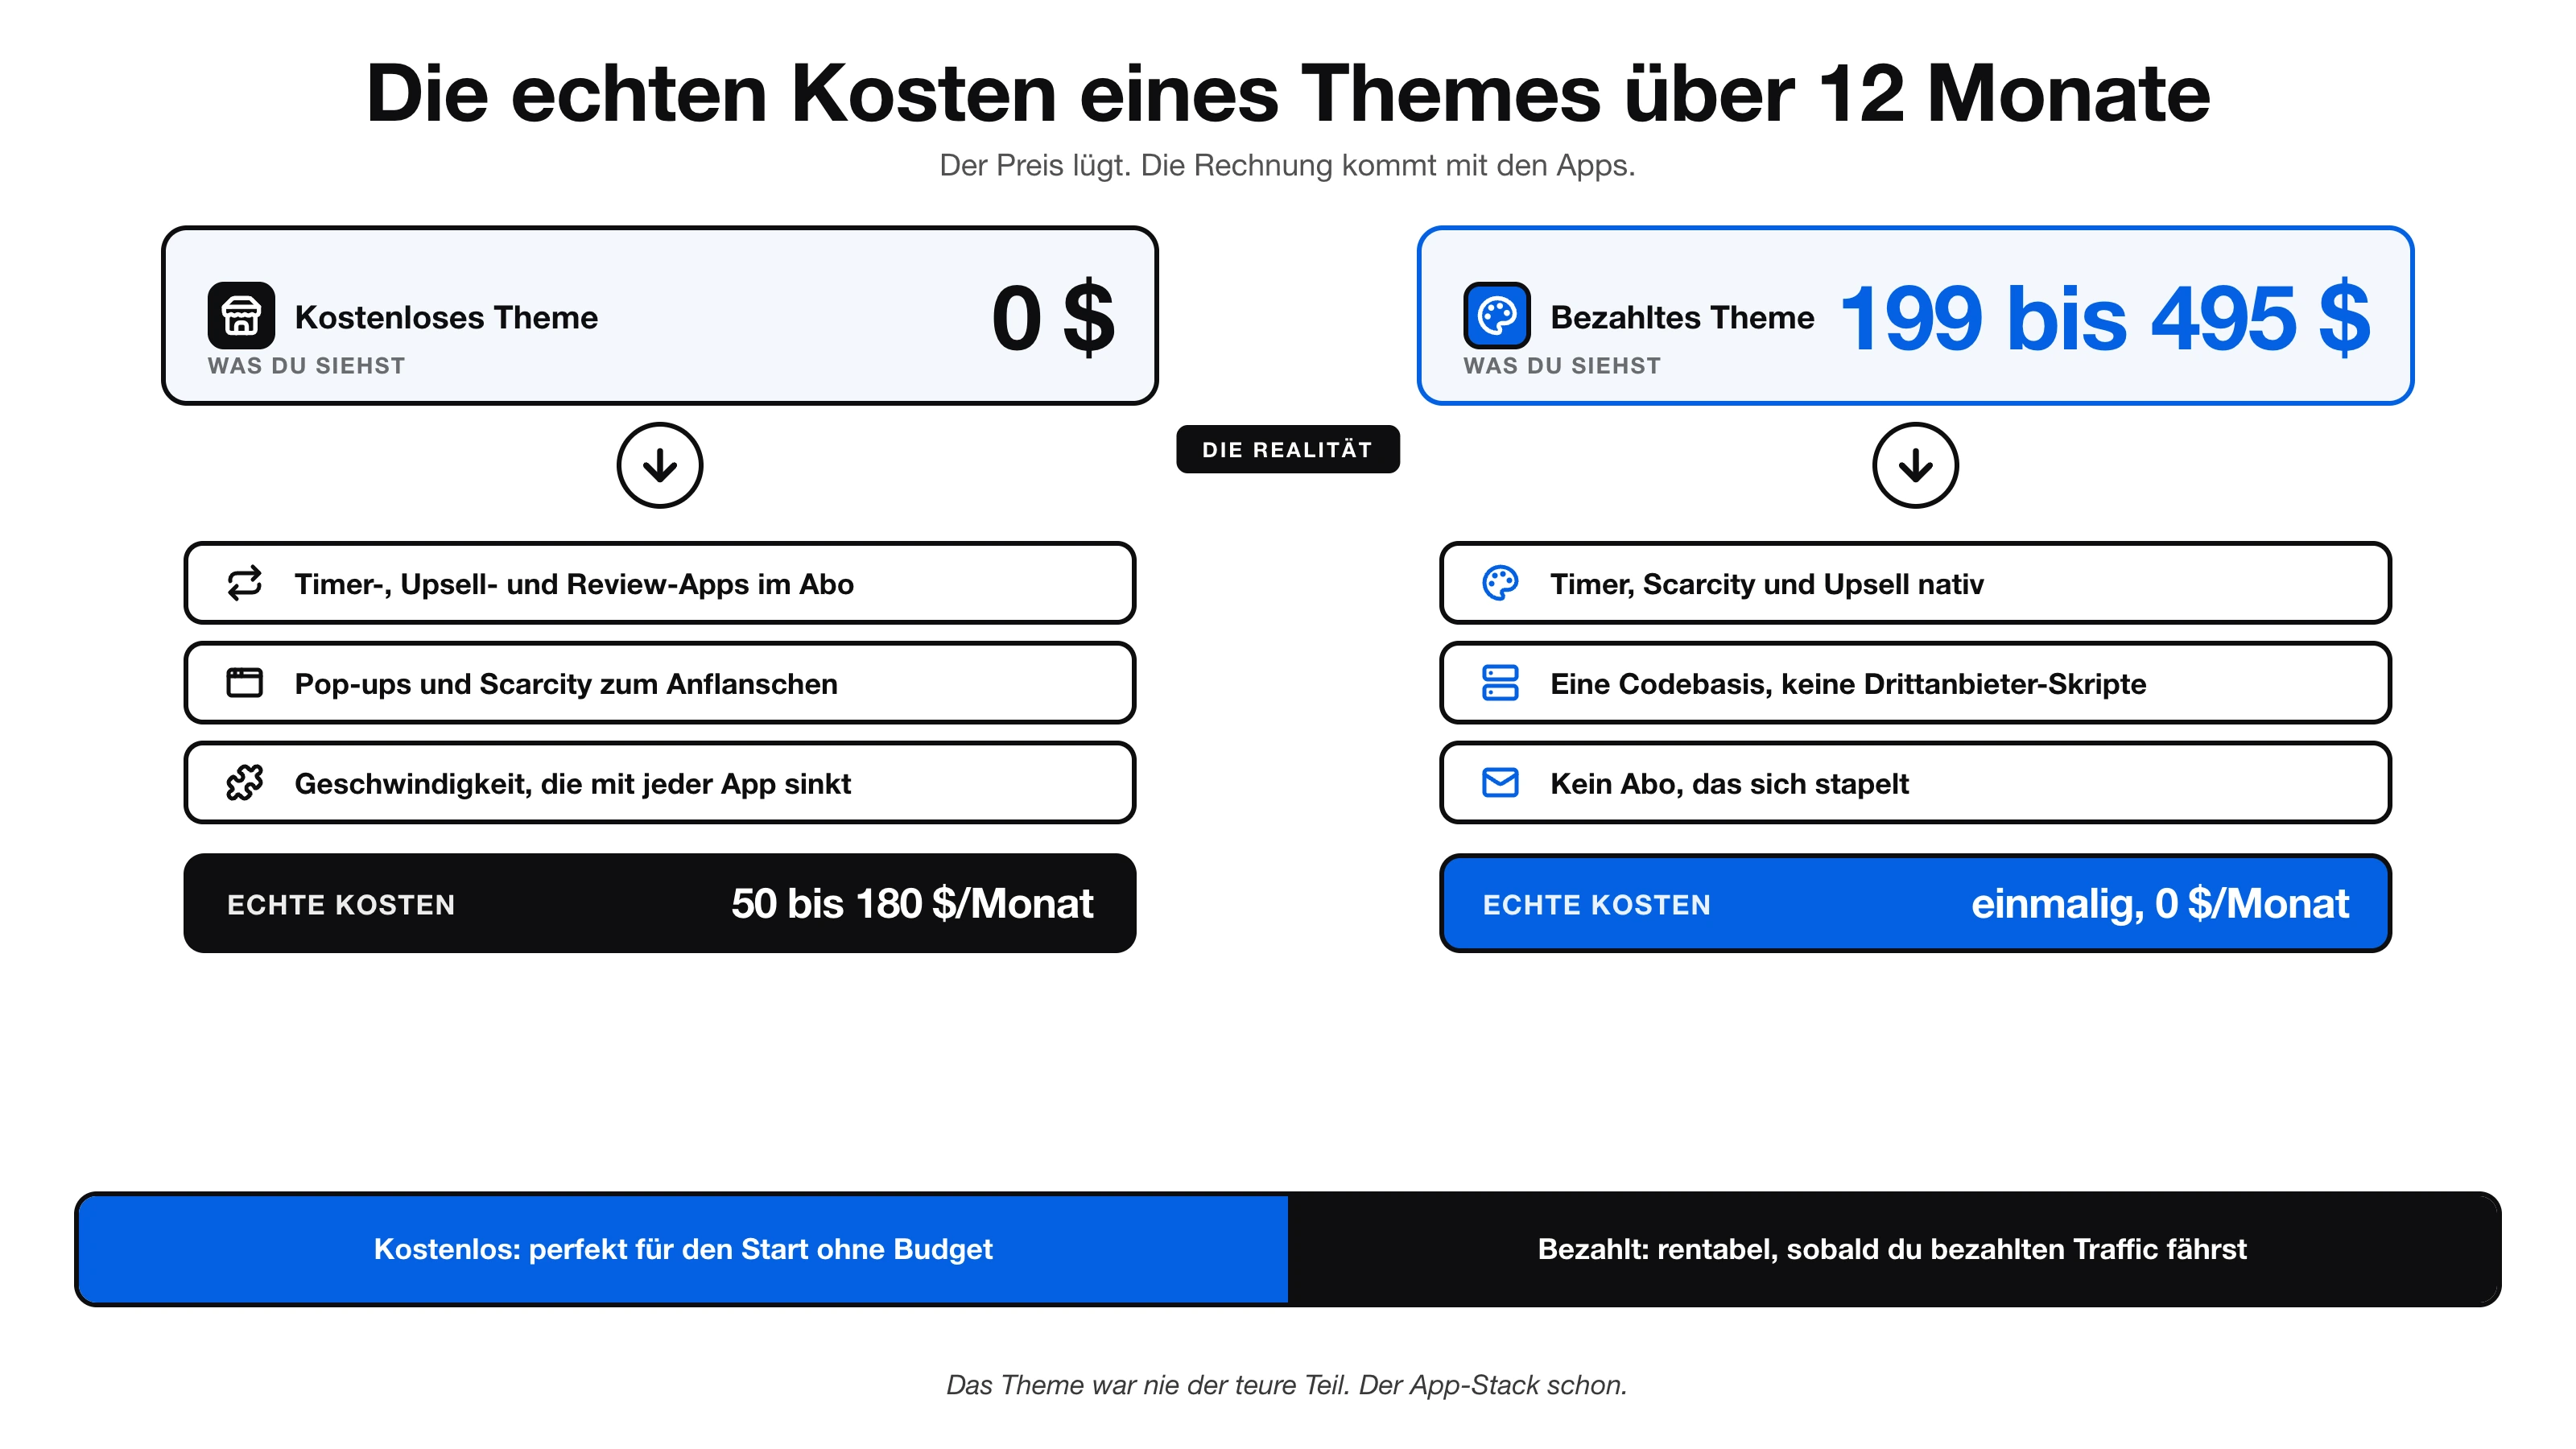 Die echten Kosten eines Themes über 12 Monate
Der Preis lügt. Die Rechnung kommt mit den Apps.
Kostenloses Theme
0 $
WAS DU SIEHST
Bezahltes Theme
199 bis 495 $
WAS DU SIEHST
DIE REALITÄT
Timer-, Upsell- und Review-Apps im Abo
Pop-ups und Scarcity zum Anflanschen
Geschwindigkeit, die mit jeder App sinkt
ECHTE KOSTEN
50 bis 180 $/Monat
Timer, Scarcity und Upsell nativ
Eine Codebasis, keine Drittanbieter-Skripte
Kein Abo, das sich stapelt
ECHTE KOSTEN
einmalig, 0 $/Monat
Kostenlos: perfekt für den Start ohne Budget
Bezahlt: rentabel, sobald du bezahlten Traffic fährst
Das Theme war nie der teure Teil. Der App-Stack schon.